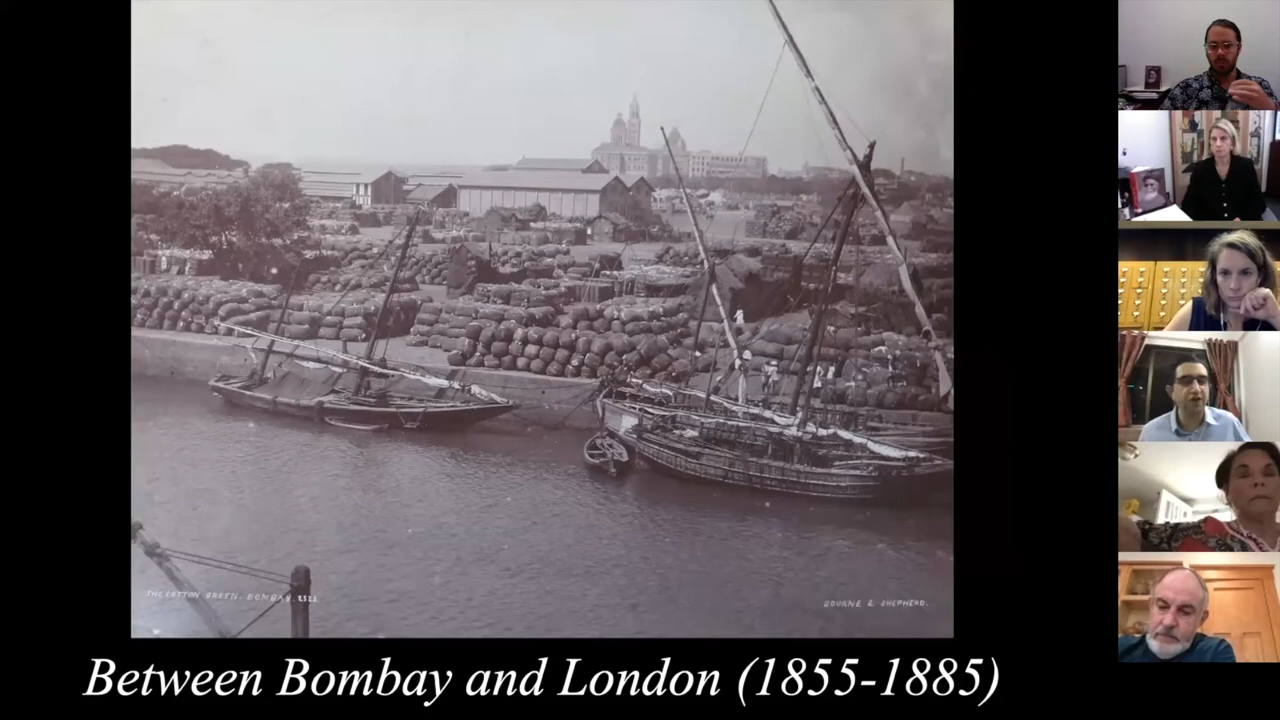 THE COTTON GREEN. BOMBAY.
BOURNE & SHEPHERD.
Between Bombay and London (1855-1885)